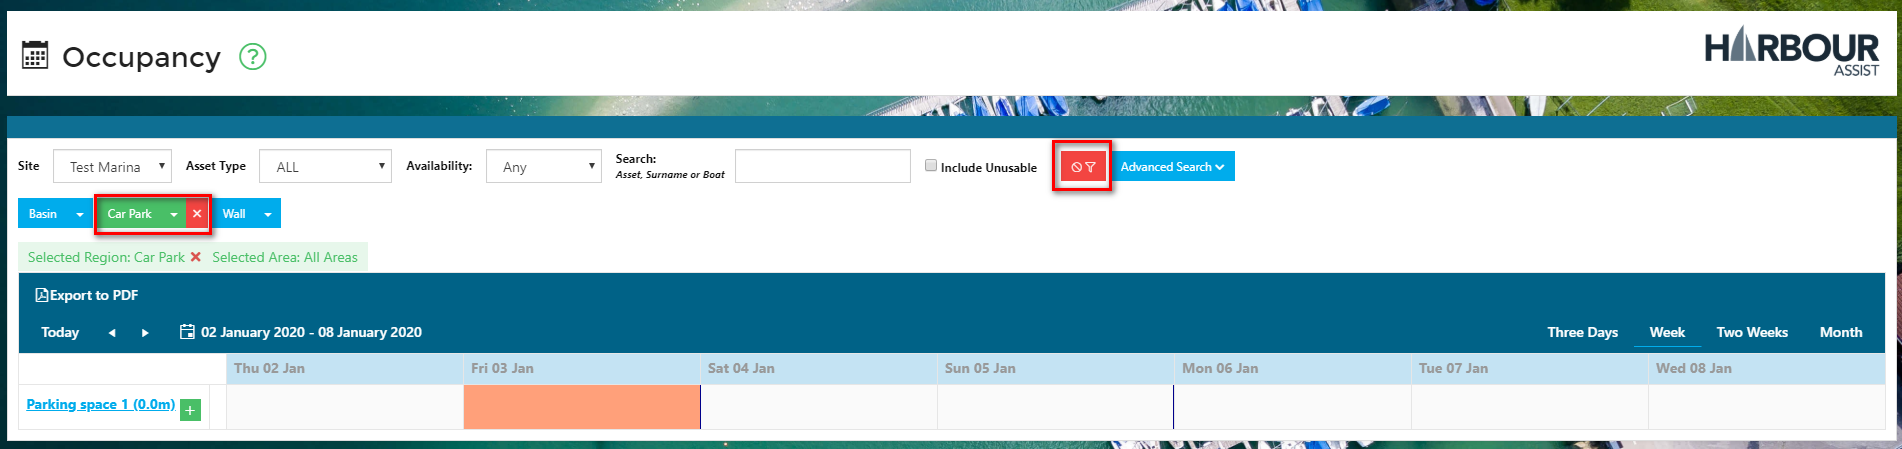 Occupancy ?
HARBOUR
ASSIST
Site Test Marina Asset Type ALL Availability: Any Search: Asset, Surname or Boat Include Unusable Advanced Search
Basin Car Park × Wall
Selected Region: Car Park × Selected Area: All Areas
Export to PDF
Today 02 January 2020 - 08 January 2020 Three Days Week Two Weeks Month
Thu 02 Jan Fri 03 Jan Sat 04 Jan Sun 05 Jan Mon 06 Jan Tue 07 Jan Wed 08 Jan
Parking space 1 (0.0m) +